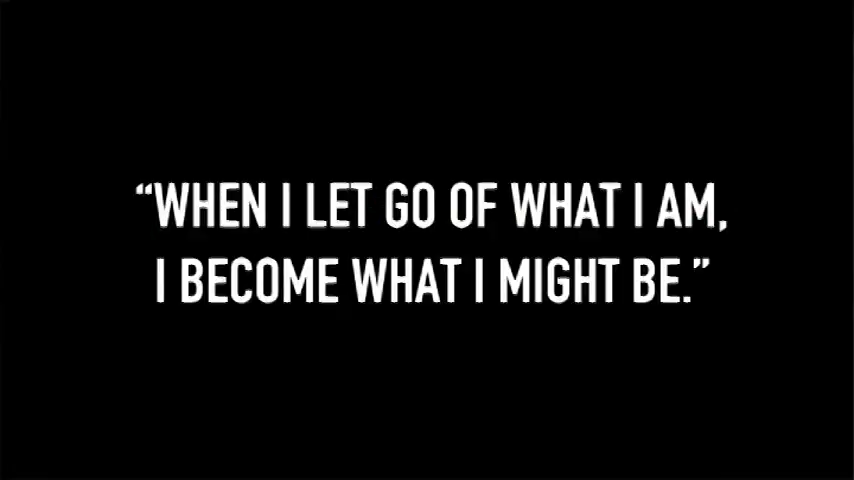 “WHEN I LET GO OF WHAT I AM,
I BECOME WHAT I MIGHT BE.”